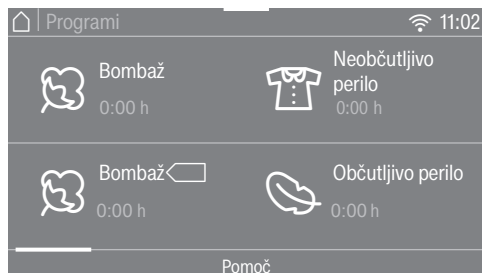 Programi
11:02
Bombaž
0:00 h
Neobčutljivo
perilo
0:00 h
Bombaž
0:00 h
Občutljivo perilo
0:00 h
Pomoč